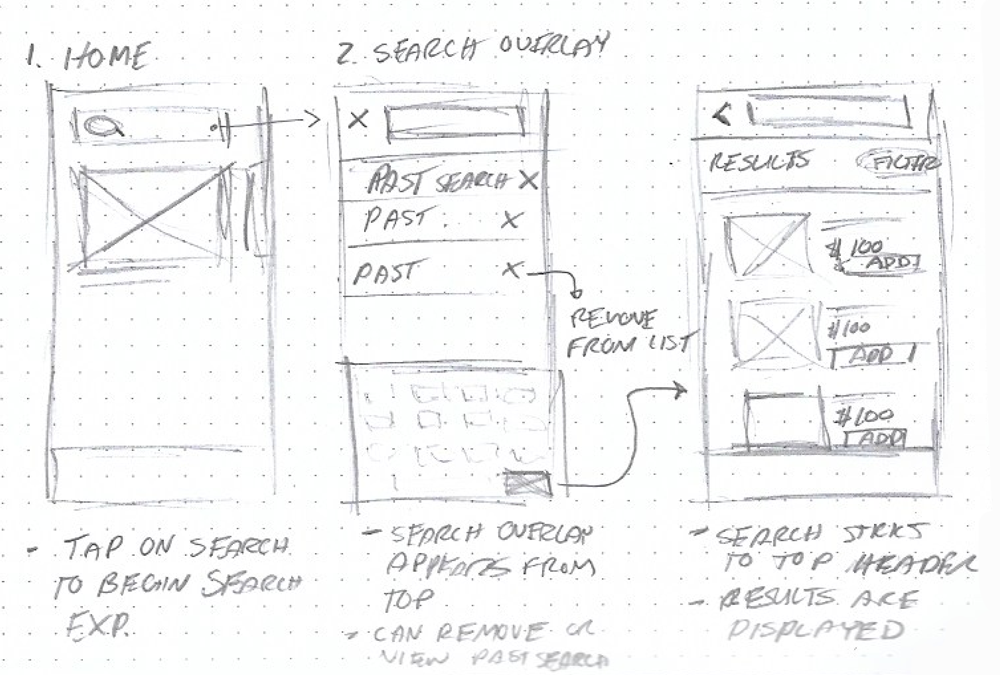 1. HOME
2. SEARCH OVERLAY
X
PAST SEARCH X
PAST. X
PAST X
REMOVE
FROM LIST
<
RESULTS FILTER
$100
ADD
$100
ADD
$100
ADD
- TAP ON SEARCH
TO BEGIN SEARCH
EXP.
- SEARCH OVERLAY
APPEARS FROM
TOP
- CAN REMOVE OR
VIEW PAST SEARCH
- SEARCH STICKS
TO TOP HEADER
- RESULTS ARE
DISPLAYED